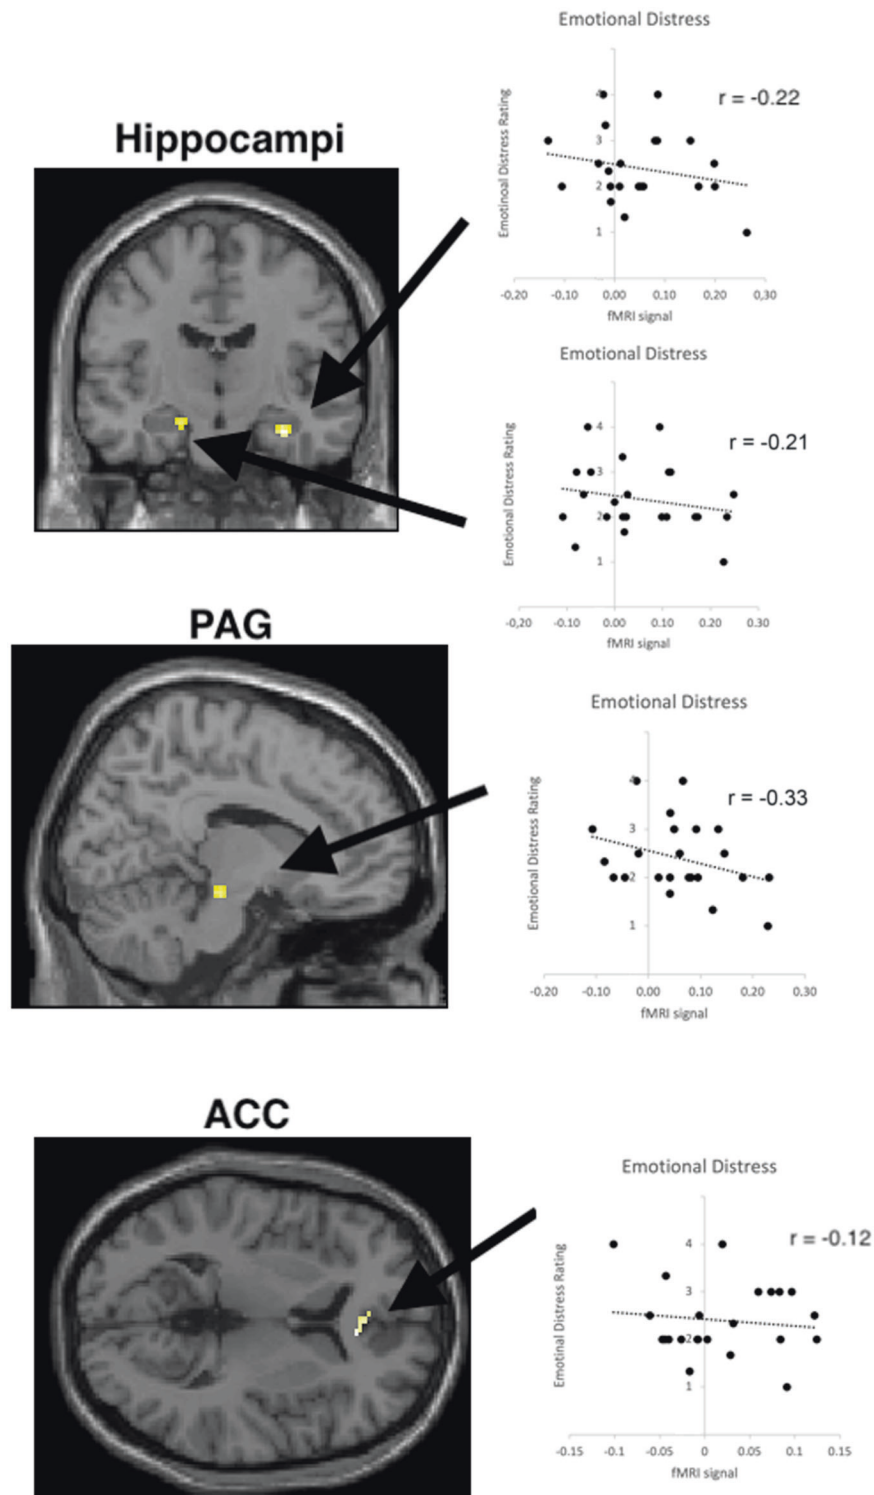 Emotional Distress
r = -0.22
Emotinoal Distress Rating
4
3
2
1
-0,20 -0.10 0.00 0.10 0.20 0,30
fMRI signal
Hippocampi
Emotional Distress
r = -0.21
Emotional Distress Rating
4
3
2
1
-0,20 -0.10 0.00 0.10 0.20 0.30
fMRI signal
PAG
Emotional Distress
r = -0.33
Emotional Distress Rating
4
3
2
1
-0.20 -0.10 0.00 0.10 0.20 0.30
fMRI signal
ACC
Emotional Distress
r = -0.12
Emotinal Distress Rating
4
3
2
1
-0.15 -0.1 -0.05 0 0.05 0.1 0.15
fMRI signal